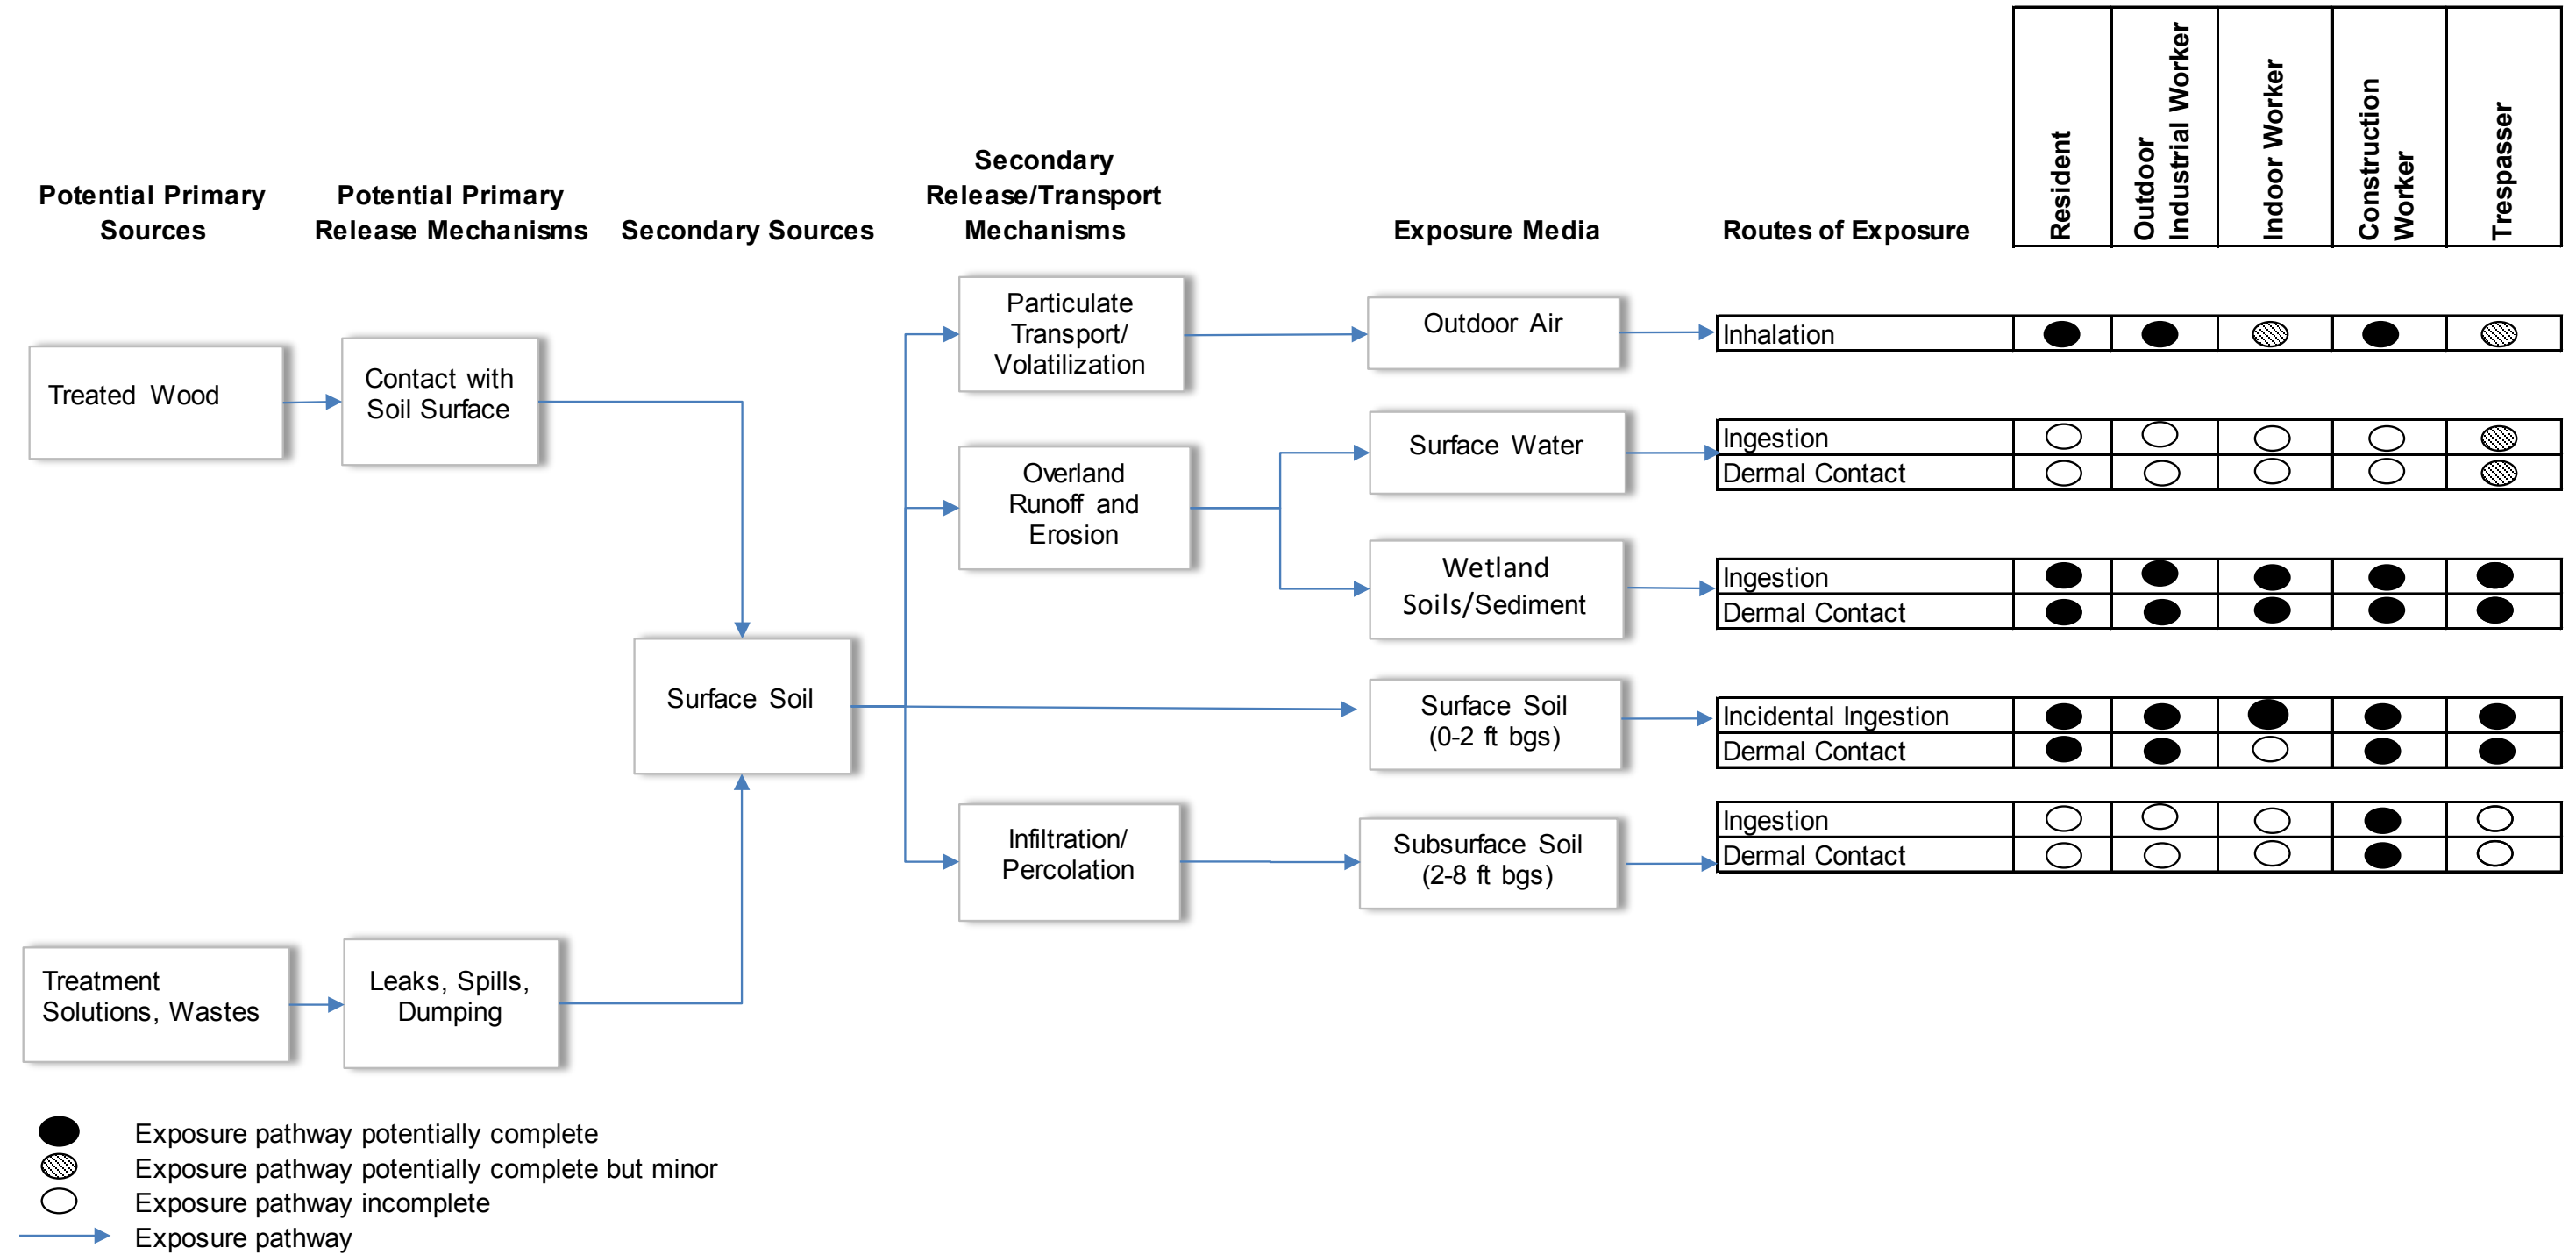 Potential Primary
Sources
Potential Primary
Release Mechanisms
Secondary Sources
Secondary
Release/Transport
Mechanisms
Exposure Media
Routes of Exposure
Resident
Outdoor
Industrial Worker
Indoor Worker
Construction
Worker
Trespasser
Treated Wood
Contact with
Soil Surface
Particulate
Transport/
Volatilization
Outdoor Air
Inhalation
Overland
Runoff and
Erosion
Surface Water
Ingestion
Dermal Contact
Wetland
Soils/Sediment
Ingestion
Dermal Contact
Surface Soil
Surface Soil
(0-2 ft bgs)
Incidental Ingestion
Dermal Contact
Infiltration/
Percolation
Subsurface Soil
(2-8 ft bgs)
Ingestion
Dermal Contact
Treatment
Solutions, Wastes
Leaks, Spills,
Dumping
Exposure pathway potentially complete
Exposure pathway potentially complete but minor
Exposure pathway incomplete
Exposure pathway